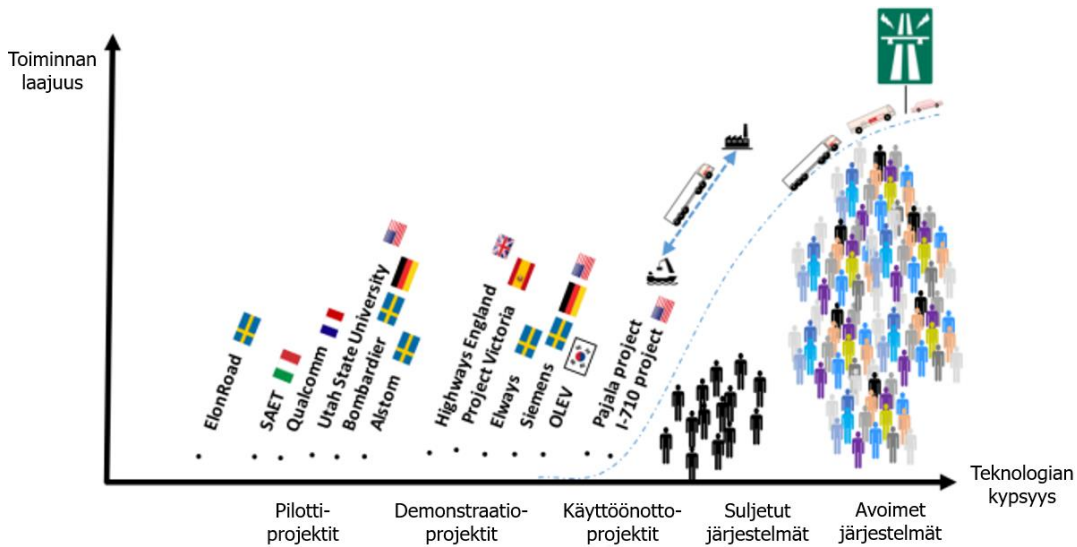 Toiminnan
laajuus
ElonRoad
SAET
Qualcomm
Utah State University
Bombardier
Alstom
Highways England
Project Victoria
Elways
Siemens
OLEV
Pajala project
I-710 project
Teknologian
kypsyys
Pilotti-
projektit
Demonstraatio-
projektit
Käyttöönotto-
projektit
Suljetut
järjestelmät
Avoimet
järjestelmät